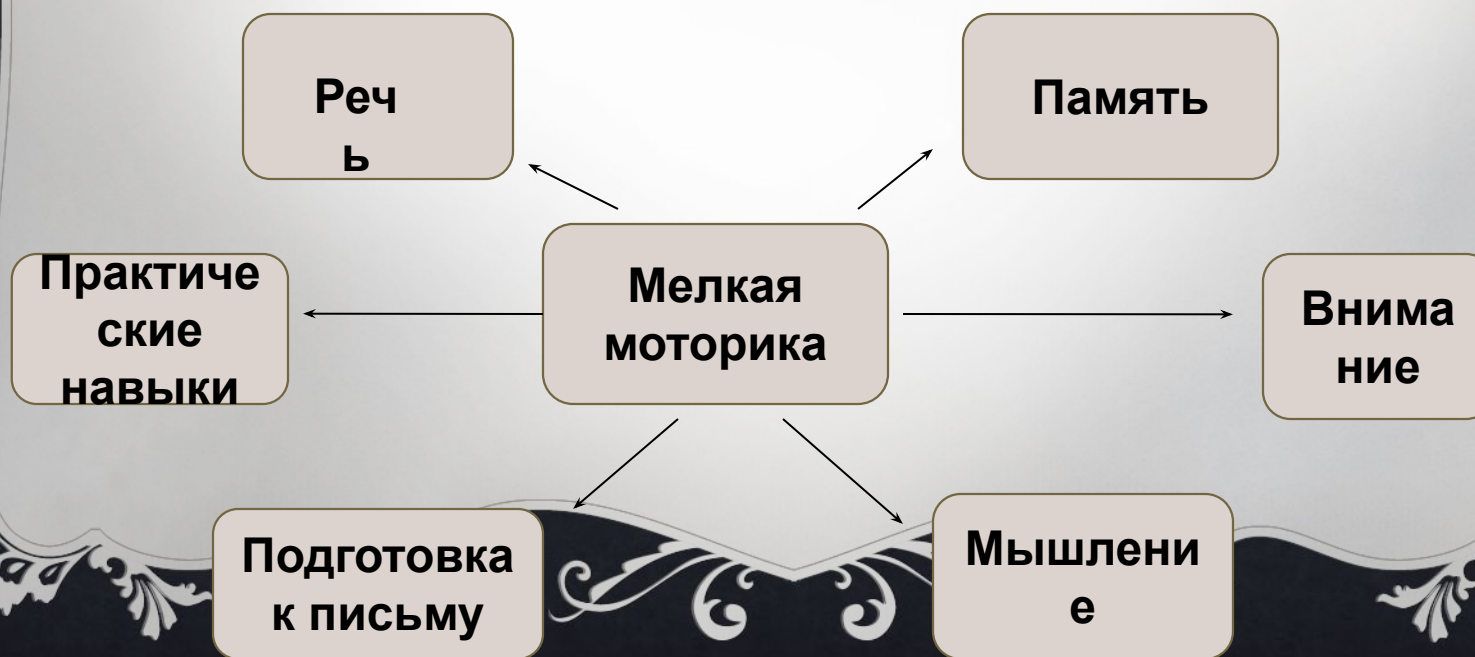 Реч
ь
Память
Практиче
ские
навыки
Мелкая
моторика
Внима
ние
Подготовка
к письму
Мышлени
е